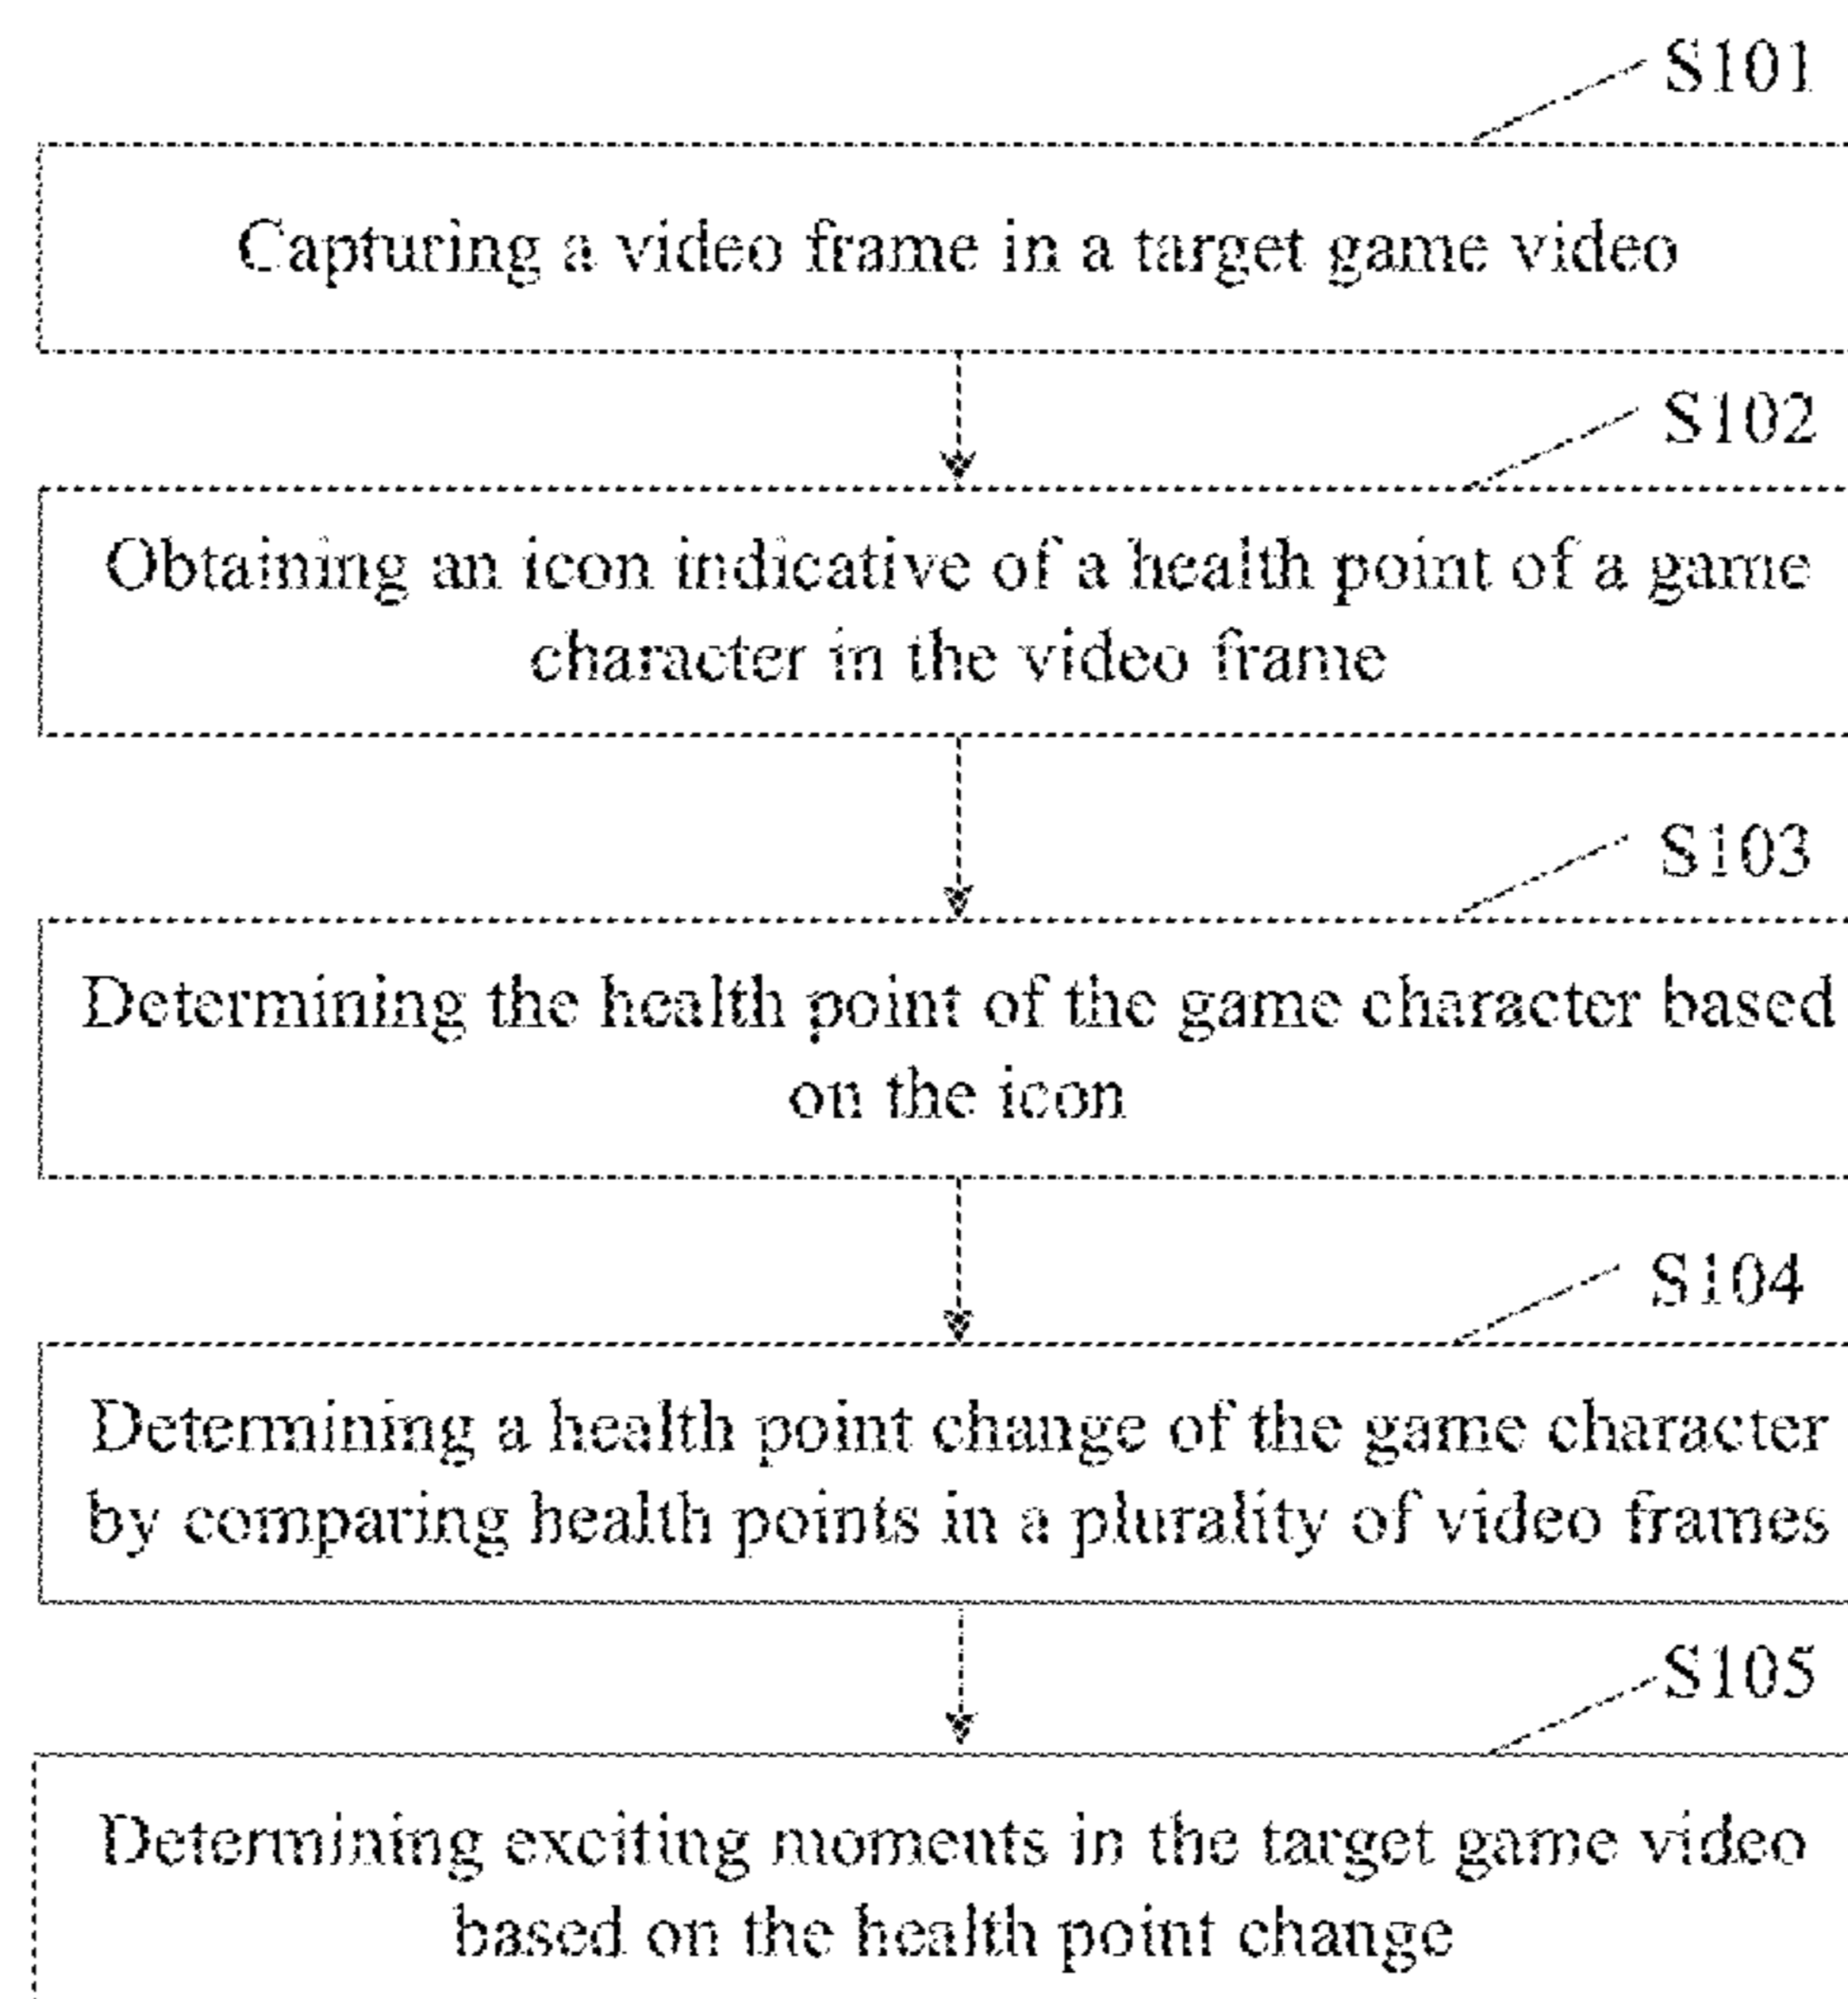 S101
Capturing a video frame in a target game video
S102
Obtaining an icon indicative of a health point of a game
character in the video frame
S103
Determining the health point of the game character based
on the icon
S104
Determining a health point change of the game character
by comparing health points in a plurality of video frames
S105
Determining exciting moments in the target game video
based on the health point change